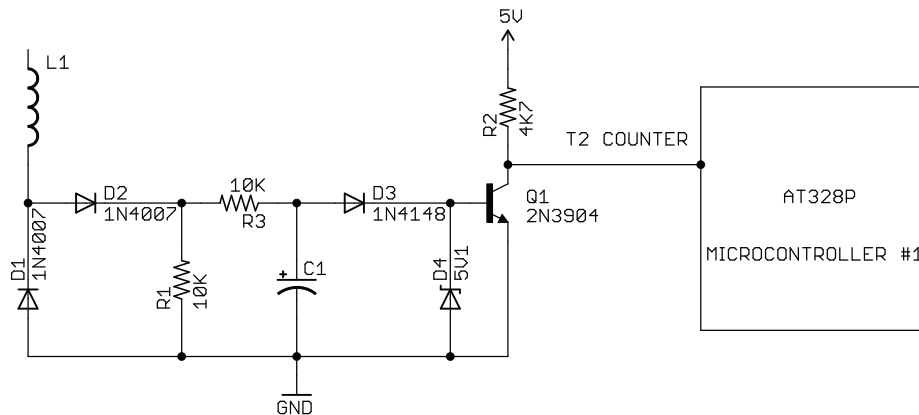 5V
L1
R2
4K7
T2 COUNTER
D2
1N4007
10K
R3
D3
1N4148
Q1
2N3904
AT328P
MICROCONTROLLER #1
D1
1N4007
R1
10K
+
C1
D4
5V1
GND